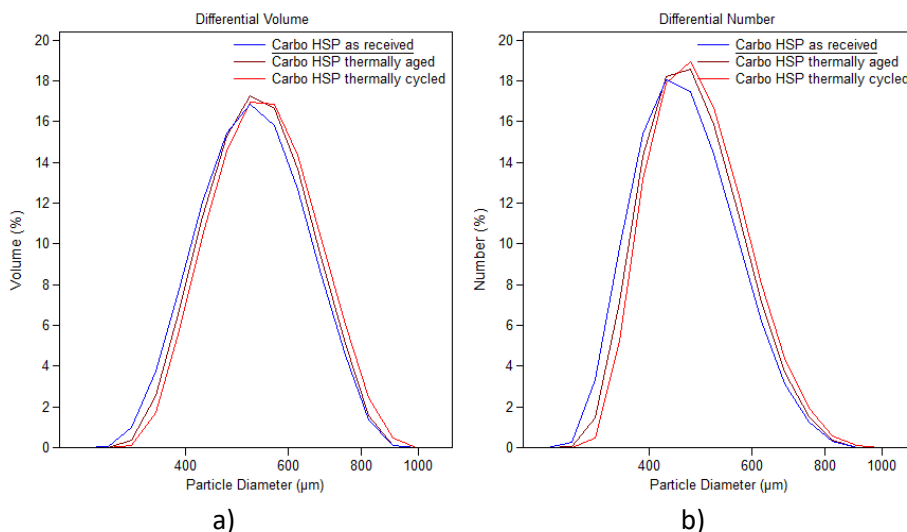 Differential Volume
Carbo HSP as received
Carbo HSP thermally aged
Carbo HSP thermally cycled
20
18
16
14
12
10
8
6
4
2
0
Volume (%)
400 600 800 1000
Particle Diameter (µm)
a)
Differential Number
Carbo HSP as received
Carbo HSP thermally aged
Carbo HSP thermally cycled
20
18
16
14
12
10
8
6
4
2
0
Number (%)
400 600 800 1000
Particle Diameter (µm)
b)